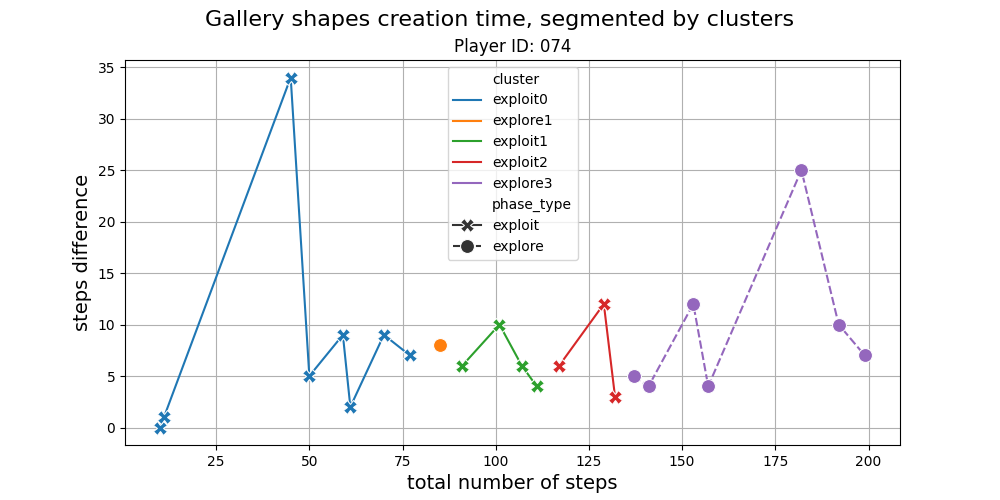 Gallery shapes creation time, segmented by clusters
Player ID: 074
35
30
25
20
15
10
5
0
steps difference
cluster
exploit0
explore1
exploit1
exploit2
explore3
phase_type
exploit
explore
25 50 75 100 125 150 175 200
total number of steps